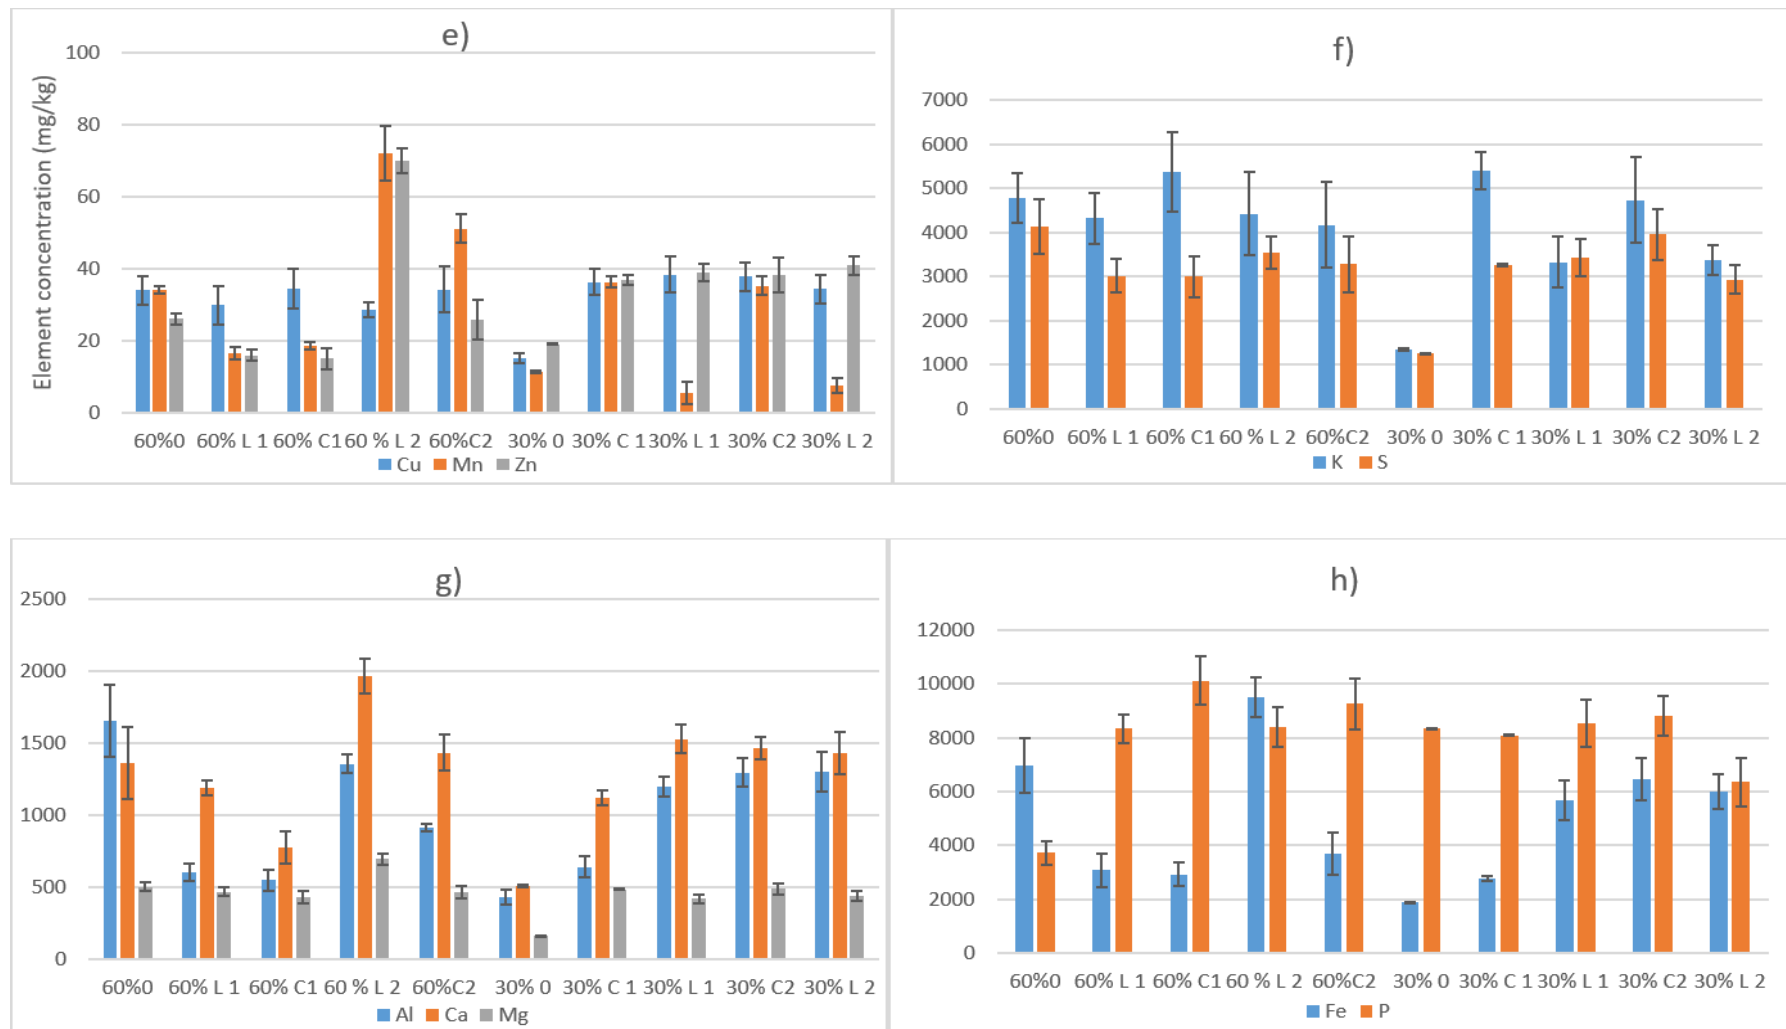 e)
Element concentration (mg/kg)
100
80
60
40
20
0
60%0 60% L 1 60% C1 60 % L 2 60%C2 30% 0 30% C 1 30% L 1 30% C2 30% L 2
Cu Mn Zn
f)
7000
6000
5000
4000
3000
2000
1000
0
60%0 60% L 1 60% C1 60 % L 2 60%C2 30% 0 30% C 1 30% L 1 30% C2 30% L 2
K S
g)
2500
2000
1500
1000
500
0
60%0 60% L 1 60% C1 60 % L 2 60%C2 30% 0 30% C 1 30% L 1 30% C2 30% L 2
Al Ca Mg
h)
12000
10000
8000
6000
4000
2000
0
60%0 60% L 1 60% C1 60 % L 2 60%C2 30% 0 30% C 1 30% L 1 30% C2 30% L 2
Fe P